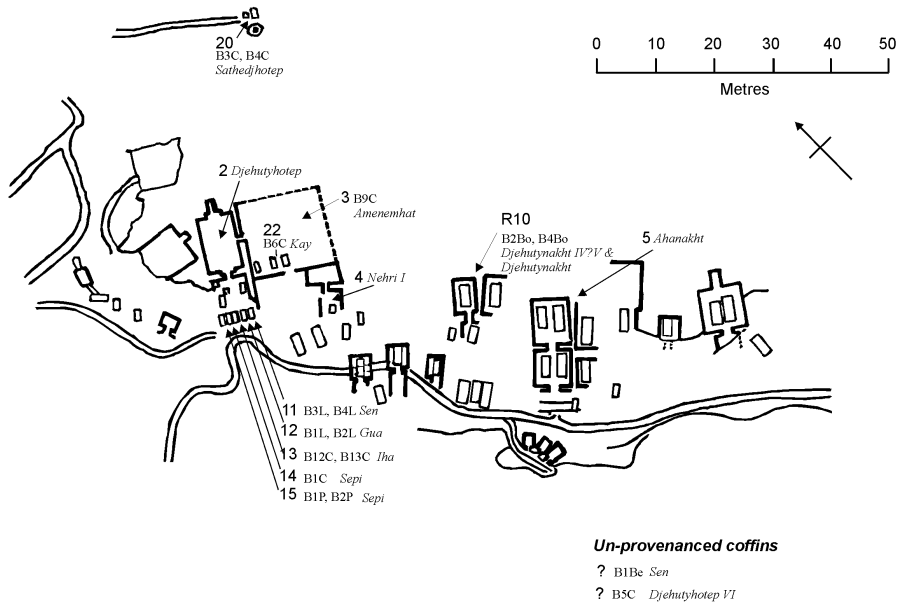 20
B3C, B4C
Sathedjhotep
0 10 20 30 40 50
Metres
2 Djehutyhotep
3 B9C
Amenemhat
22
B6C Kay
4 Nehri I
R10
B2Bo, B4Bo
Djehutynakht IV?V &
Djehutynakht
5 Ahanakht
11 B3L, B4L Sen
12 B1L, B2L Gua
13 B12C, B13C Iha
14 B1C Sepi
15 B1P, B2P Sepi
Un-provenanced coffins
? B1Be Sen
? B5C Djehutyhotep VI